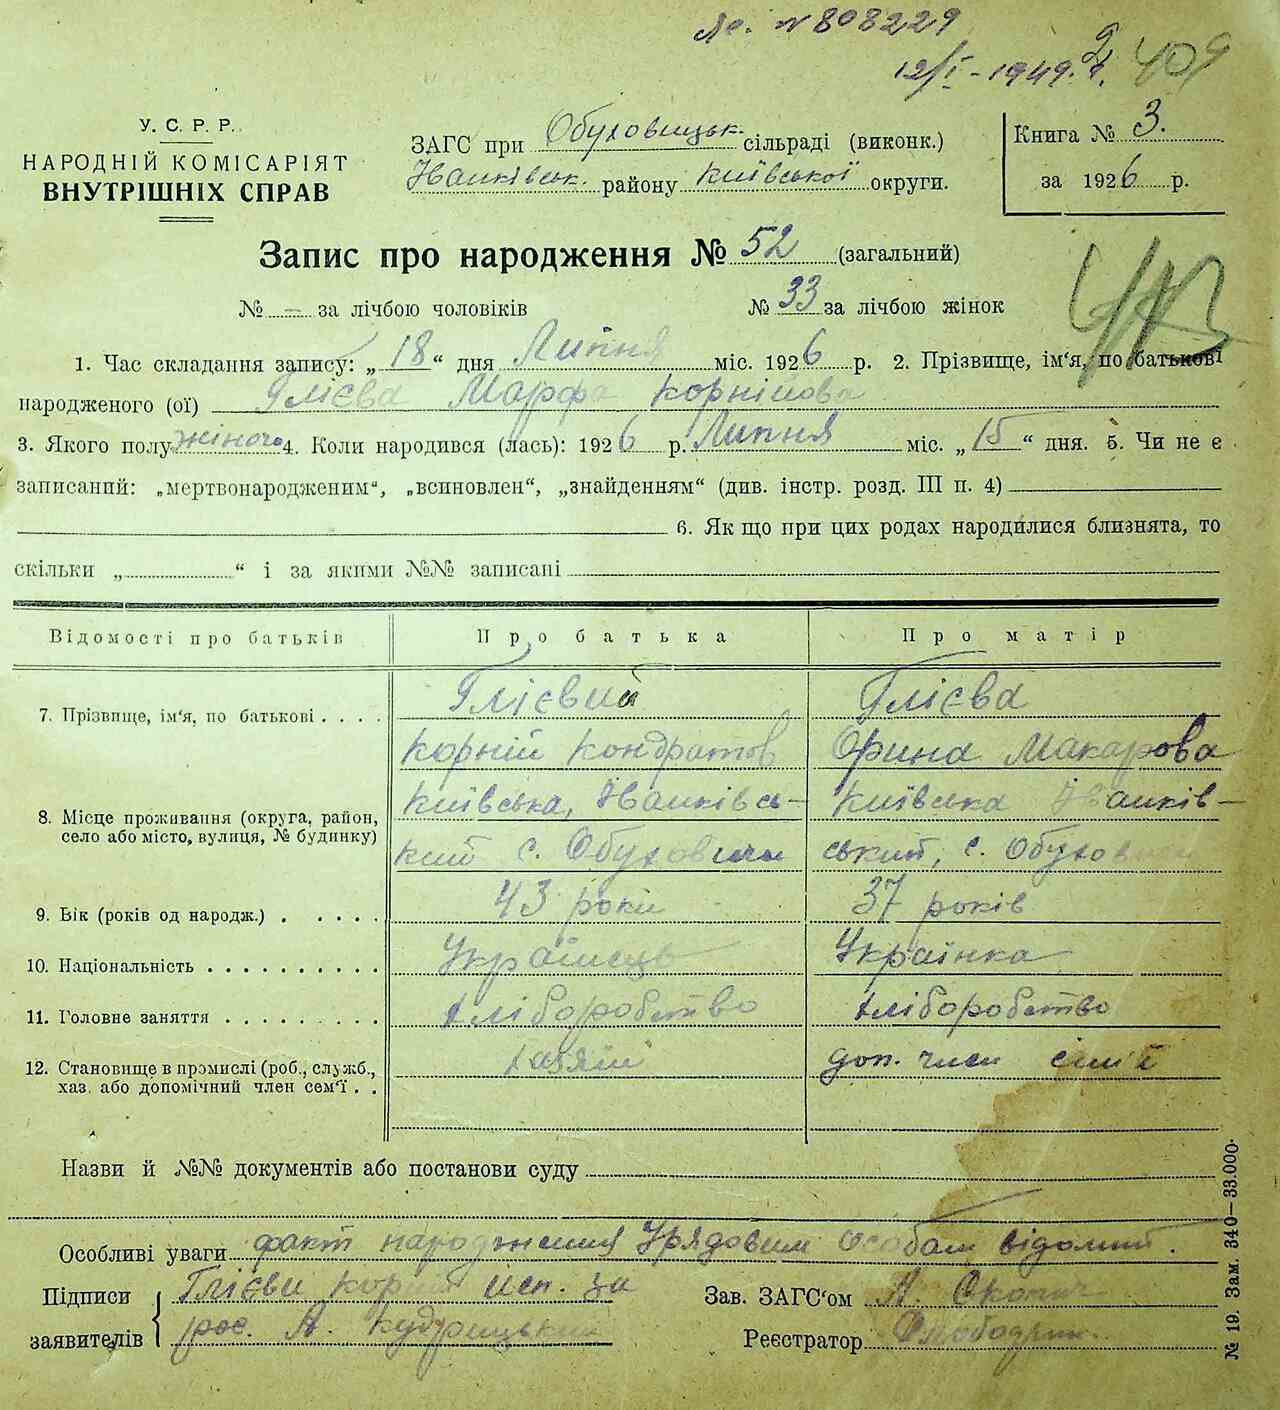 № 808229
12/I - 1949 р. 409
У. С. Р. Р.
НАРОДНІЙ КОМІСАРІЯТ
ВНУТРІШНІХ СПРАВ
ЗАГС при Обуховицьк. сільраді (виконк.)
Іванківськ. району Київської округи.
Книга № 3.
за 1926 р.
Запис про народження № 52 (загальний)
№ — за лічбою чоловіків № 33 за лічбою жінок
1. Час складання запису: „ 18 “ дня Липня міс. 1926 р. 2. Прізвище, ім‘я, по батькові
народженого (ої) Глієва Марфа Корніїова
3. Якого полу жіночо 4. Коли народився (лась): 1926 р. Липня міс. „ 15 “ дня. 5. Чи не є
записаний: „мертвонародженим“, „всиновлен“, „знайденням“ (див. інстр. розд. III п. 4)
6. Як що при цих родах народилися близнята, то
скільки „ “ і за якими №№ записані
Відомості про батьків Про батька Про матір
7. Прізвище, ім‘я, по батькові . . . . Глієвий Глієва
Корній Кондратов Орина Макарова
8. Місце проживання (округа, район, село або місто, вулиця, № будинку) Київська, Іванківсь- Київська Іванків-
кий с. Обуховичи ський, с. Обуховичи
9. Вік (років од народж.) . . . . . 43 роки 37 років
10. Національність . . . . . . . . . . Українець Українка
11. Головне заняття . . . . . . . . . Хліборобство Хліборобство
12. Становище в промислі (роб., служб., хаз. або допомічний член сем‘ї . . хазяїн доп. член сім'ї
Назви й №№ документів або постанови суду
Особливі уваги факт народження Урядовим особам відомий.
Підписи заявителів Глієви Корній За
рос. А. Кудрицький
Зав. ЗАГС‘ом А.
Реєстратор
№ 19. Зам. 340—33.000.